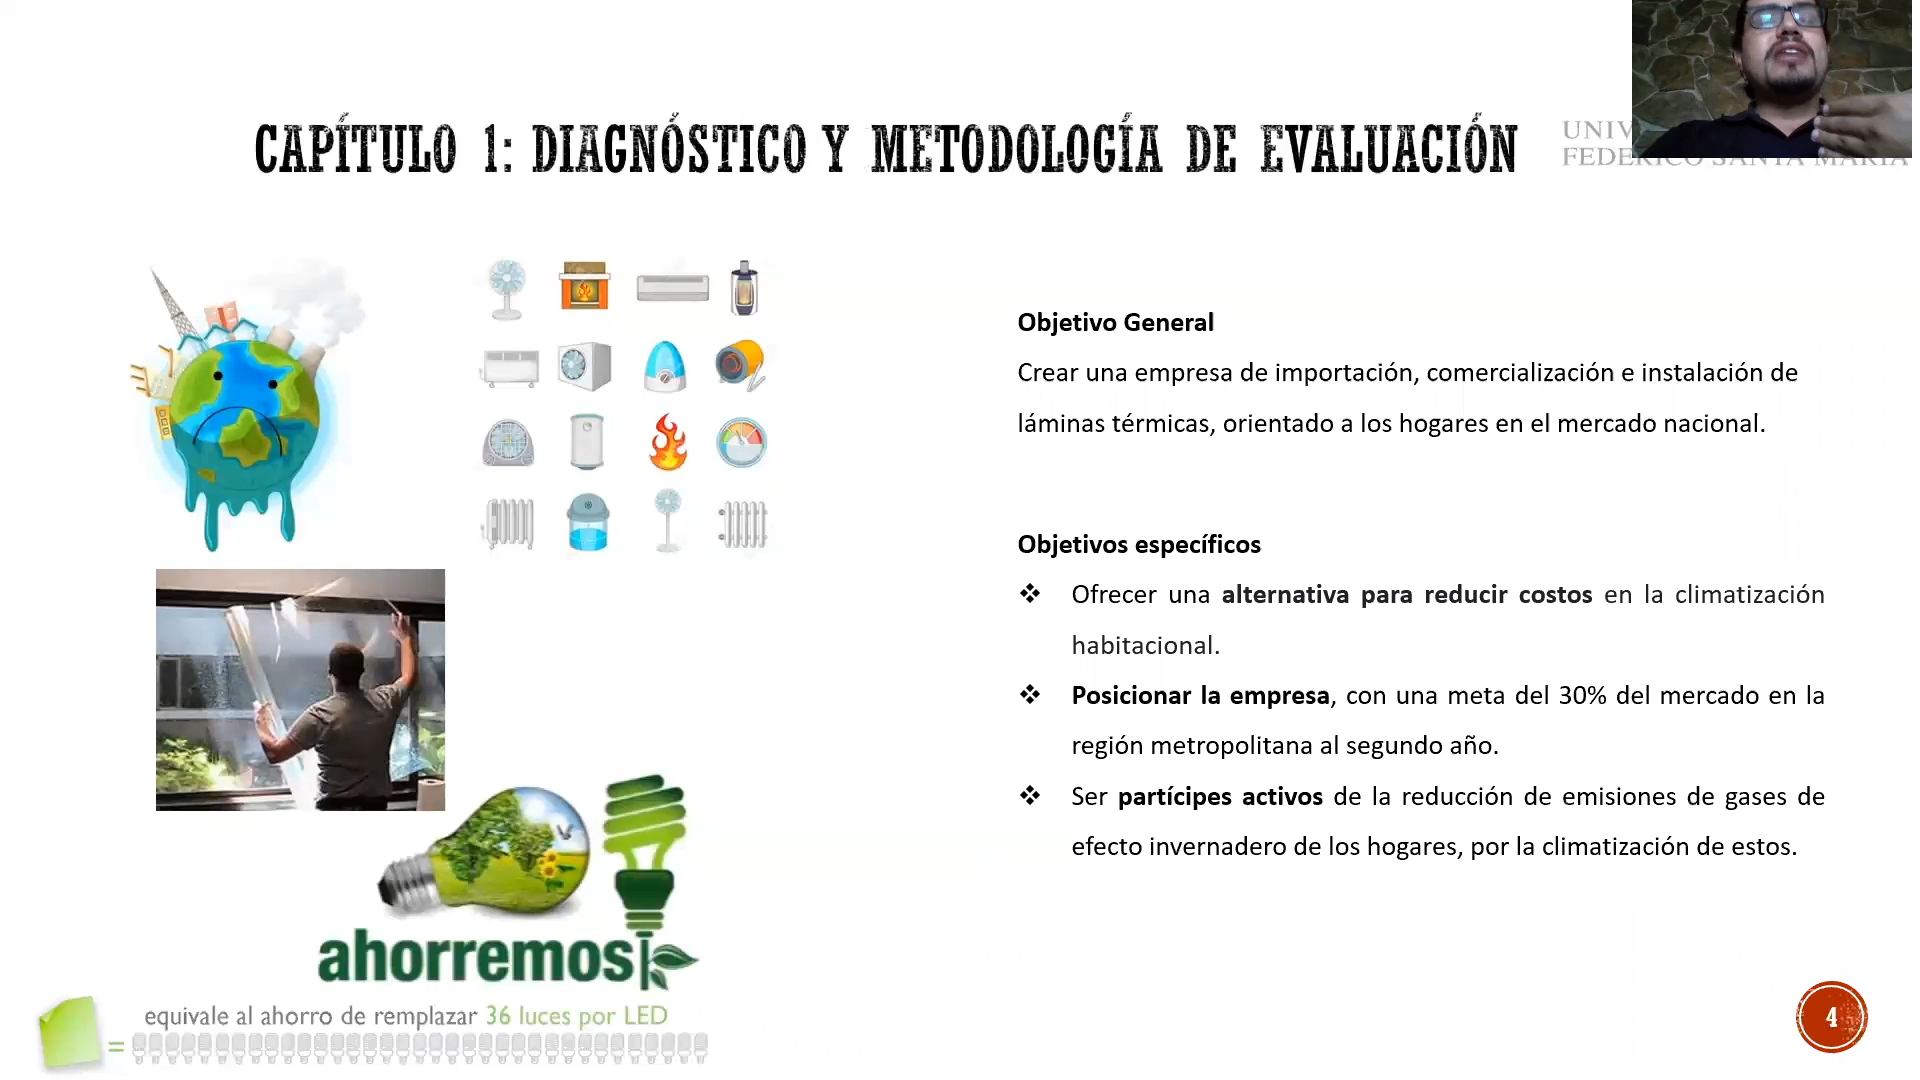 CAPÍTULO 1: DIAGNÓSTICO Y METODOLOGÍA DE EVALUACIÓN
UNIV
FEDERICO SANTA MARÍA
Objetivo General
Crear una empresa de importación, comercialización e instalación de
láminas térmicas, orientado a los hogares en el mercado nacional.
Objetivos específicos
❖ Ofrecer una alternativa para reducir costos en la climatización
habitacional.
❖ Posicionar la empresa, con una meta del 30% del mercado en la
región metropolitana al segundo año.
❖ Ser partícipes activos de la reducción de emisiones de gases de
efecto invernadero de los hogares, por la climatización de estos.
ahorremos
equivale al ahorro de remplazar 36 luces por LED
=
4